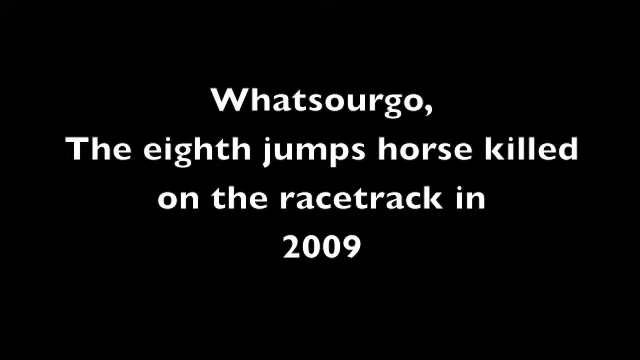 Whatsourgo,
The eighth jumps horse killed
on the racetrack in
2009